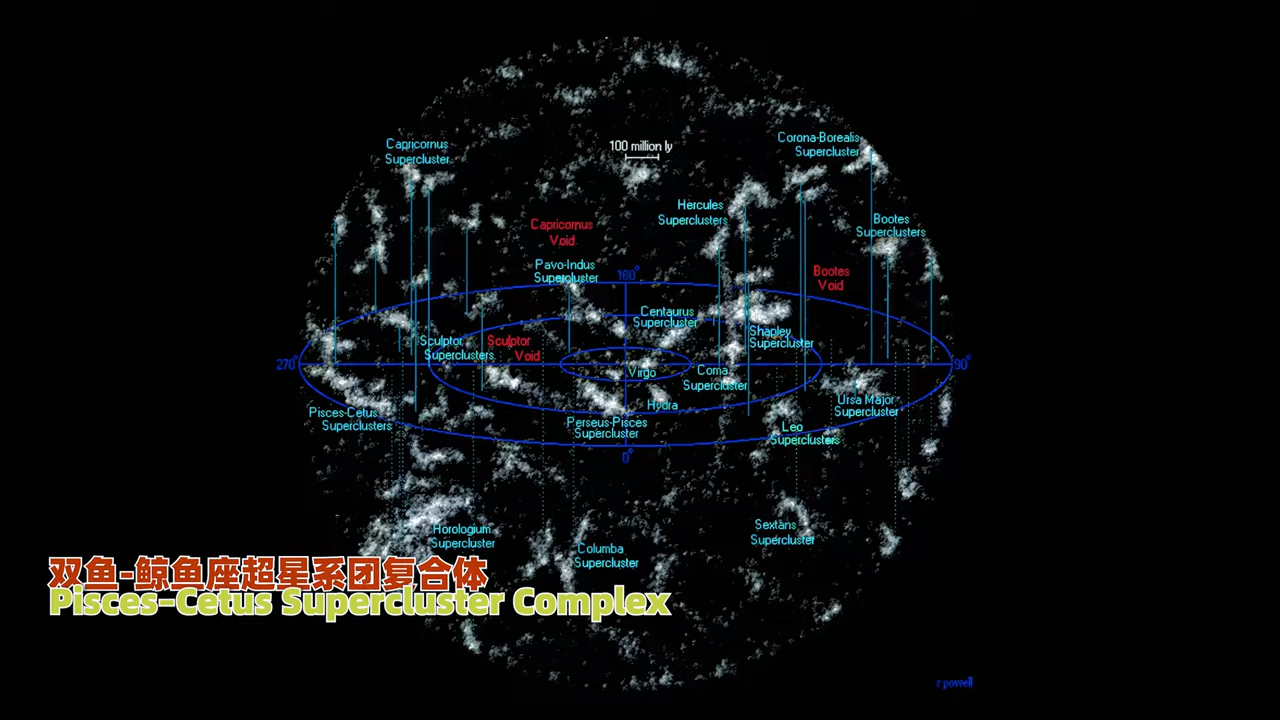 Capricornus
Supercluster
100 million ly
Corona-Borealis
Supercluster
Hercules
Superclusters
Capricornus
Void
Bootes
Superclusters
Pavo-Indus
Supercluster
180°
Bootes
Void
Centaurus
Supercluster
Sculptor
Superclusters
Sculptor
Void
Shapley
Supercluster
270°
90°
Virgo
Coma
Supercluster
Pisces-Cetus
Superclusters
Hydra
Perseus-Pisces
Supercluster
Ursa Major
Supercluster
Leo
Superclusters
0°
Horologium
Supercluster
Columba
Supercluster
Sextans
Supercluster
双鱼-鲸鱼座超星系团复合体
Pisces-Cetus Supercluster Complex
r powell